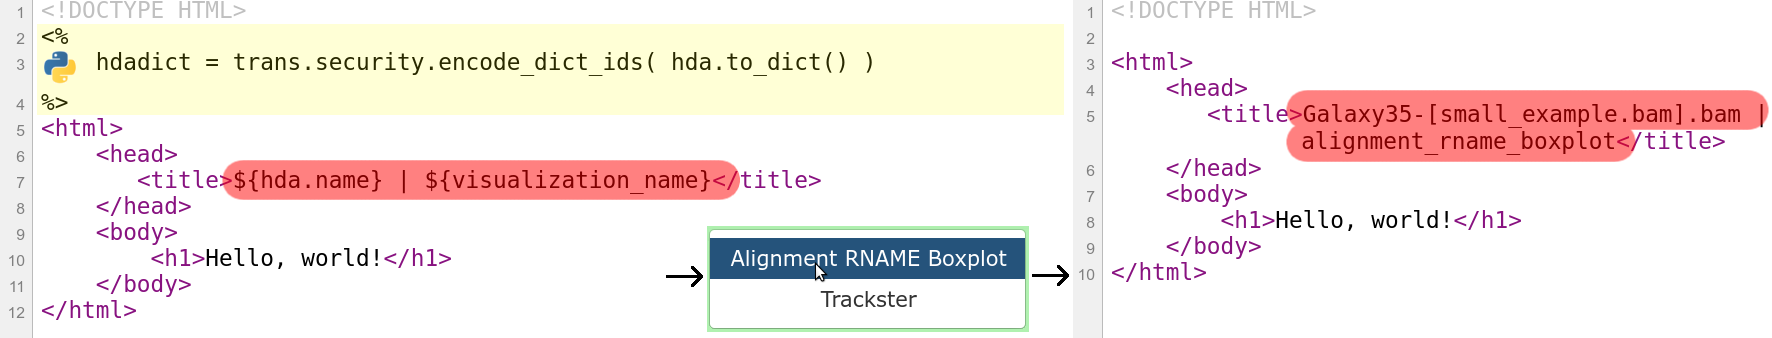 1 <!DOCTYPE HTML>
2 <%
3 hdadict = trans.security.encode_dict_ids( hda.to_dict() )
4 %>
5 <html>
6 <head>
7 <title>${hda.name} | ${visualization_name}</title>
8 </head>
9 <body>
10 <h1>Hello, world!</h1>
11 </body>
12 </html>
Alignment RNAME Boxplot
Trackster
1 <!DOCTYPE HTML>
2
3 <html>
4 <head>
5 <title>Galaxy35-[small_example.bam].bam |
alignment_rname_boxplot</title>
6 </head>
7 <body>
8 <h1>Hello, world!</h1>
9 </body>
10 </html>